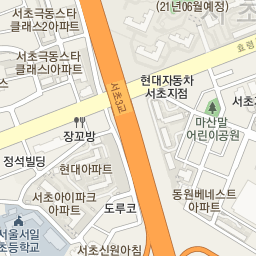 (21년06월예정)
서초극동스타
클래스2아파트
서초
효령
서초극동스타
클래스아파트
서초3교
현대자동차
서초지점
장꼬방
마산말
어린이공원
서초
정석빌딩
현대아파트
서초아이파크
아파트
도루코
동원베네스트
아파트
서울서일
초등학교
서초신원아침